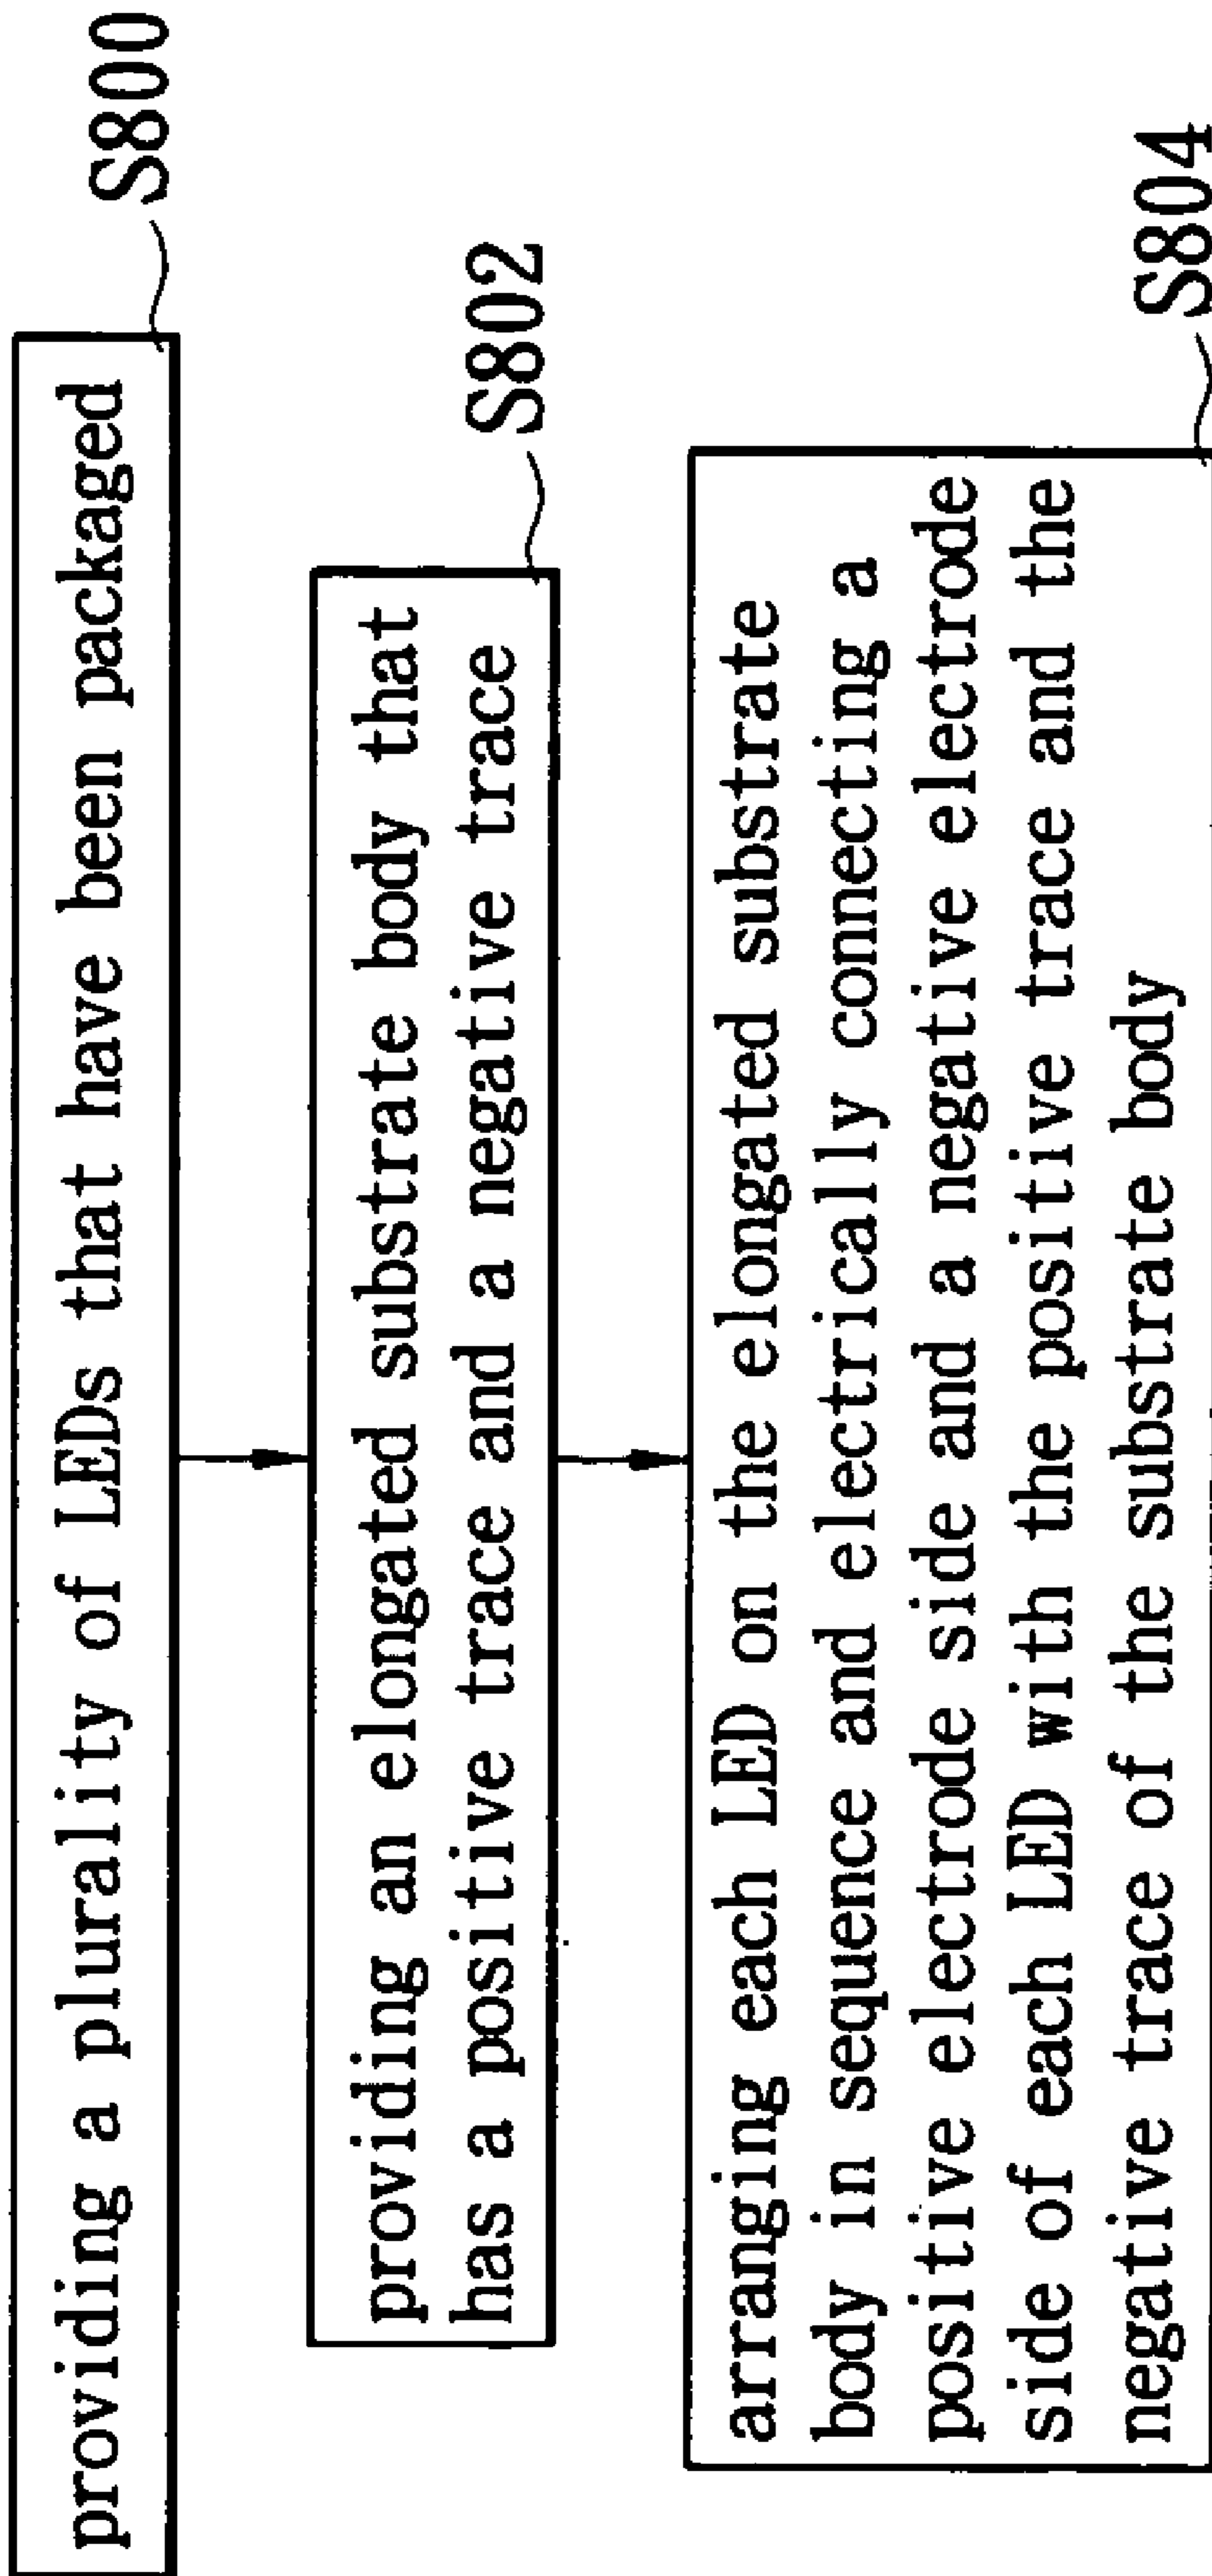 providing a plurality of LEDs that have been packaged
S800
providing an elongated substrate body that
has a positive trace and a negative trace
S802
arranging each LED on the elongated substrate
body in sequence and electrically connecting a
positive electrode side and a negative electrode
side of each LED with the positive trace and the
negative trace of the substrate body
S804